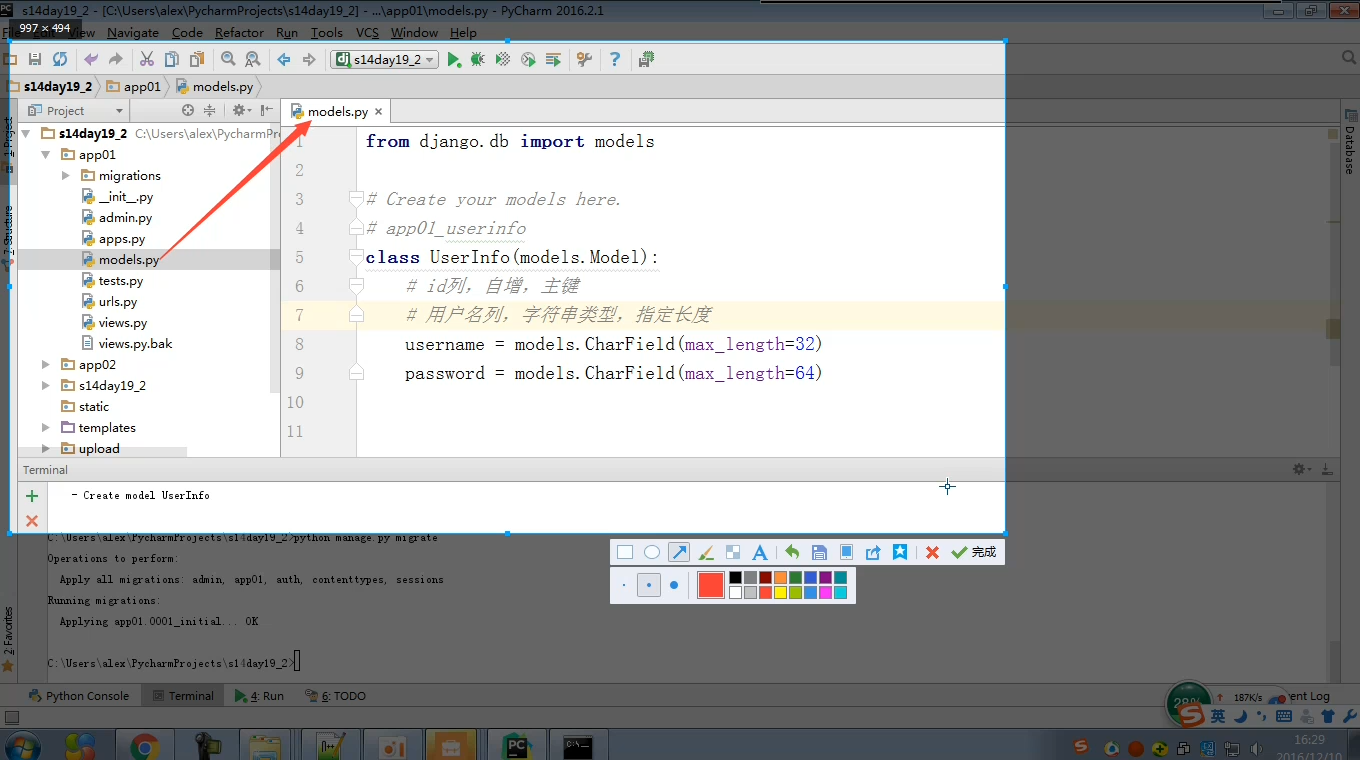 s14day19_2 - [C:\Users\alex\PycharmProjects\s14day19_2] - ...\app01\models.py - PyCharm 2016.2.1
997 × 494
File Edit View Navigate Code Refactor Run Tools VCS Window Help
s14day19_2
s14day19_2 app01 models.py
Project
models.py
1: Project
7: Structure
2: Favorites
Database
s14day19_2 C:\Users\alex\PycharmPr
app01
migrations
__init__.py
admin.py
apps.py
models.py
tests.py
urls.py
views.py
views.py.bak
app02
s14day19_2
static
templates
upload
1 from django.db import models
2
3 # Create your models here.
4 # app01_userinfo
5 class UserInfo(models.Model):
6 # id列，自增，主键
7 # 用户名列，字符串类型，指定长度
8 username = models.CharField(max_length=32)
9 password = models.CharField(max_length=64)
10
11
Terminal
- Create model UserInfo
C:\Users\alex\PycharmProjects\s14day19_2>python manage.py migrate
Operations to perform:
Apply all migrations: admin, app01, auth, contenttypes, sessions
Running migrations:
Applying app01.0001_initial... OK
C:\Users\alex\PycharmProjects\s14day19_2>
A 完成
Python Console Terminal 4: Run 6: TODO
28% 187K/s ent Log
英
16:29
2016/12/10